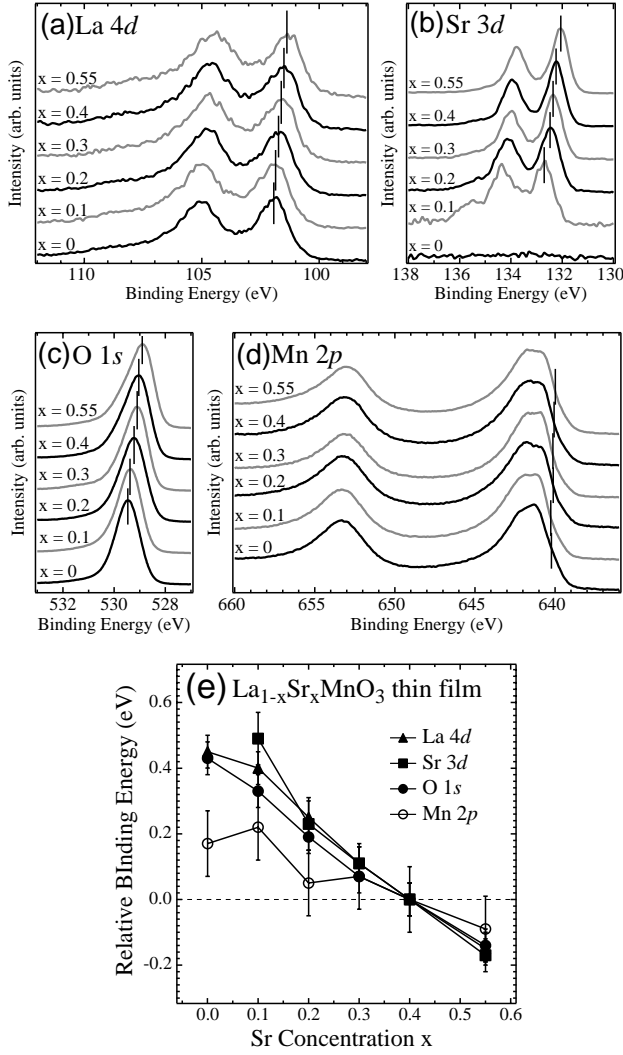 (a) La 4d
Intensity (arb. units)
x = 0.55
x = 0.4
x = 0.3
x = 0.2
x = 0.1
x = 0
110
105
100
Binding Energy (eV)
(b) Sr 3d
Intensity (arb. units)
x = 0.55
x = 0.4
x = 0.3
x = 0.2
x = 0.1
x = 0
138
136
134
132
130
Binding Energy (eV)
(c) O 1s
Intensity (arb. units)
x = 0.55
x = 0.4
x = 0.3
x = 0.2
x = 0.1
x = 0
532
530
528
Binding Energy (eV)
(d) Mn 2p
Intensity (arb. units)
x = 0.55
x = 0.4
x = 0.3
x = 0.2
x = 0.1
x = 0
660
655
650
645
640
Binding Energy (eV)
(e) La1-xSrxMnO3 thin film
Relative BInding Energy (eV)
0.6
0.4
0.2
0.0
-0.2
La 4d
Sr 3d
O 1s
Mn 2p
0.0
0.1
0.2
0.3
0.4
0.5
0.6
Sr Concentration x